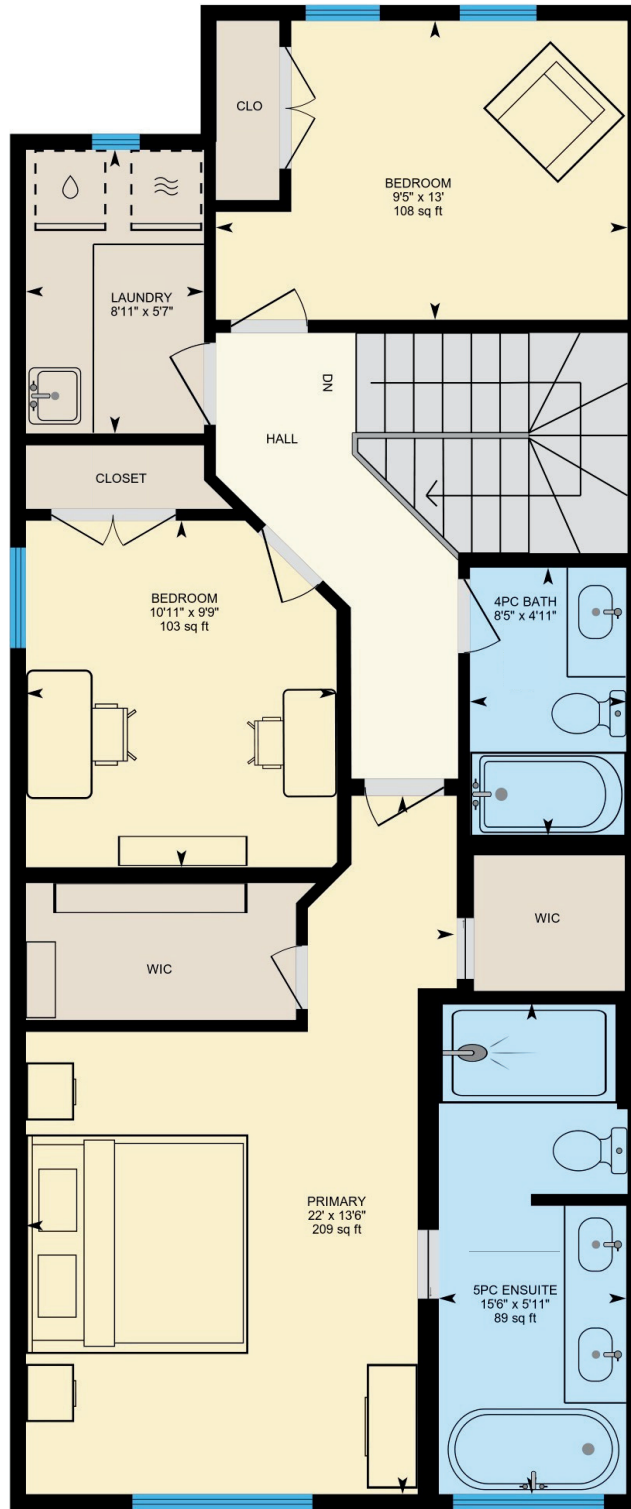 CLO
BEDROOM
9'5" x 13'
108 sq ft
LAUNDRY
8'11" x 5'7"
DN
HALL
CLOSET
BEDROOM
10'11" x 9'9"
103 sq ft
4PC BATH
8'5" x 4'11"
WIC
WIC
PRIMARY
22' x 13'6"
209 sq ft
5PC ENSUITE
15'6" x 5'11"
89 sq ft